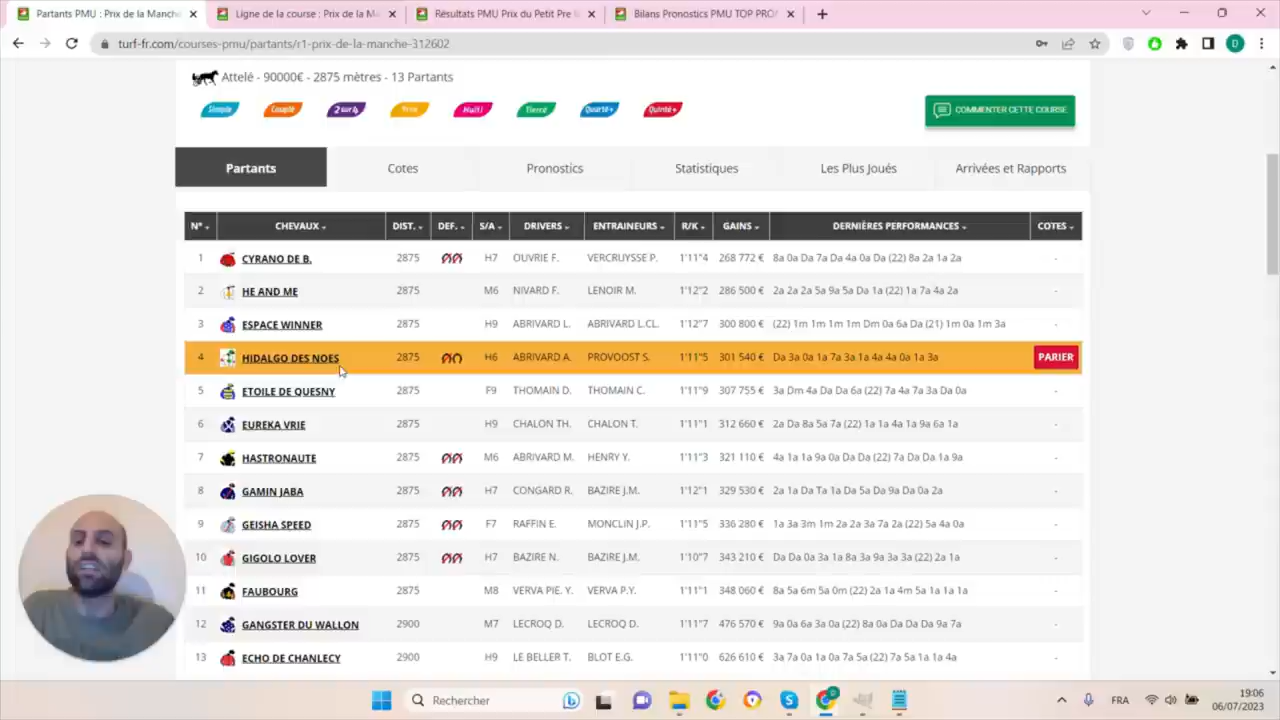 Partants PMU : Prix de la Manche
Ligne de la course : Prix de la M
Résultats PMU Prix du Petit Pre
Bilans Pronostics PMU TOP PRO
turf-fr.com/courses-pmu/partants/r1-prix-de-la-manche-312602
D
Attelé - 90000€ - 2875 mètres - 13 Partants
Simple Couplé 2sur4 Trio Multi Tiercé Quarté+ Quinté+
COMMENTER CETTE COURSE
Partants Cotes Pronostics Statistiques Les Plus Joués Arrivées et Rapports
N° CHEVAUX DIST. DEF. S/A DRIVERS ENTRAINEURS R/K GAINS DERNIÈRES PERFORMANCES COTES
1 CYRANO DE B. 2875 H7 OUVRIE F. VERCRUYSSE P. 1'11"4 268 772 € 8a 0a Da 7a Da 4a 0a Da (22) 8a 2a 1a 2a -
2 HE AND ME 2875 M6 NIVARD F. LENOIR M. 1'12"2 286 500 € 2a 2a 2a 5a 9a 5a Da 1a (22) 1a 7a 4a 2a -
3 ESPACE WINNER 2875 H9 ABRIVARD L. ABRIVARD L.CL. 1'12"7 300 800 € (22) 1m 1m 1m 1m Dm 0a 6a Da (21) 1m 0a 1m 3a -
4 HIDALGO DES NOES 2875 H6 ABRIVARD A. PROVOOST S. 1'11"5 301 540 € Da 3a 0a 1a 7a 3a 1a 4a 4a 0a 1a 3a PARIER
5 ETOILE DE QUESNY 2875 F9 THOMAIN D. THOMAIN C. 1'11"9 307 755 € 3a Dm 4a Da Da 6a (22) 7a 4a 7a 3a Da 0a -
6 EUREKA VRIE 2875 H9 CHALON TH. CHALON T. 1'11"1 312 660 € 2a Da 8a 5a 7a (22) 1a 1a 4a 1a 9a 6a 1a -
7 HASTRONAUTE 2875 M6 ABRIVARD M. HENRY Y. 1'11"3 321 110 € 4a 1a 1a 9a 0a Da Da (22) 7a Da Da 1a 9a -
8 GAMIN JABA 2875 H7 CONGARD R. BAZIRE J.M. 1'12"1 329 530 € 2a 1a Da Ta 1a Da 5a Da 9a Da 0a 2a -
9 GEISHA SPEED 2875 F7 RAFFIN E. MONCLIN J.P. 1'11"5 336 280 € 1a 3a 3m 1m 2a 2a 3a 7a 2a (22) 5a 4a 0a -
10 GIGOLO LOVER 2875 H7 BAZIRE N. BAZIRE J.M. 1'10"7 343 210 € Da Da 0a 3a 1a 8a 3a 9a 3a 3a (22) 2a 1a -
11 FAUBOURG 2875 M8 VERVA PIE. Y. VERVA P.Y. 1'11"1 348 060 € 8a 5a 6m 5a 0m (22) 2a 1a 4m 5a 1a 1a 1a -
12 GANGSTER DU WALLON 2900 M7 LECROQ D. LECROQ D. 1'11"7 476 570 € 9a 0a 6a 3a 0a (22) 8a 0a Da Da Da 9a 7a -
13 ECHO DE CHANLECY 2900 H9 LE BELLER T. BLOT E.G. 1'11"0 626 610 € 3a 7a 0a 1a 0a 7a 5a (22) 7a 5a 1a 1a 4a -
Rechercher
FRA
19:06
06/07/2023